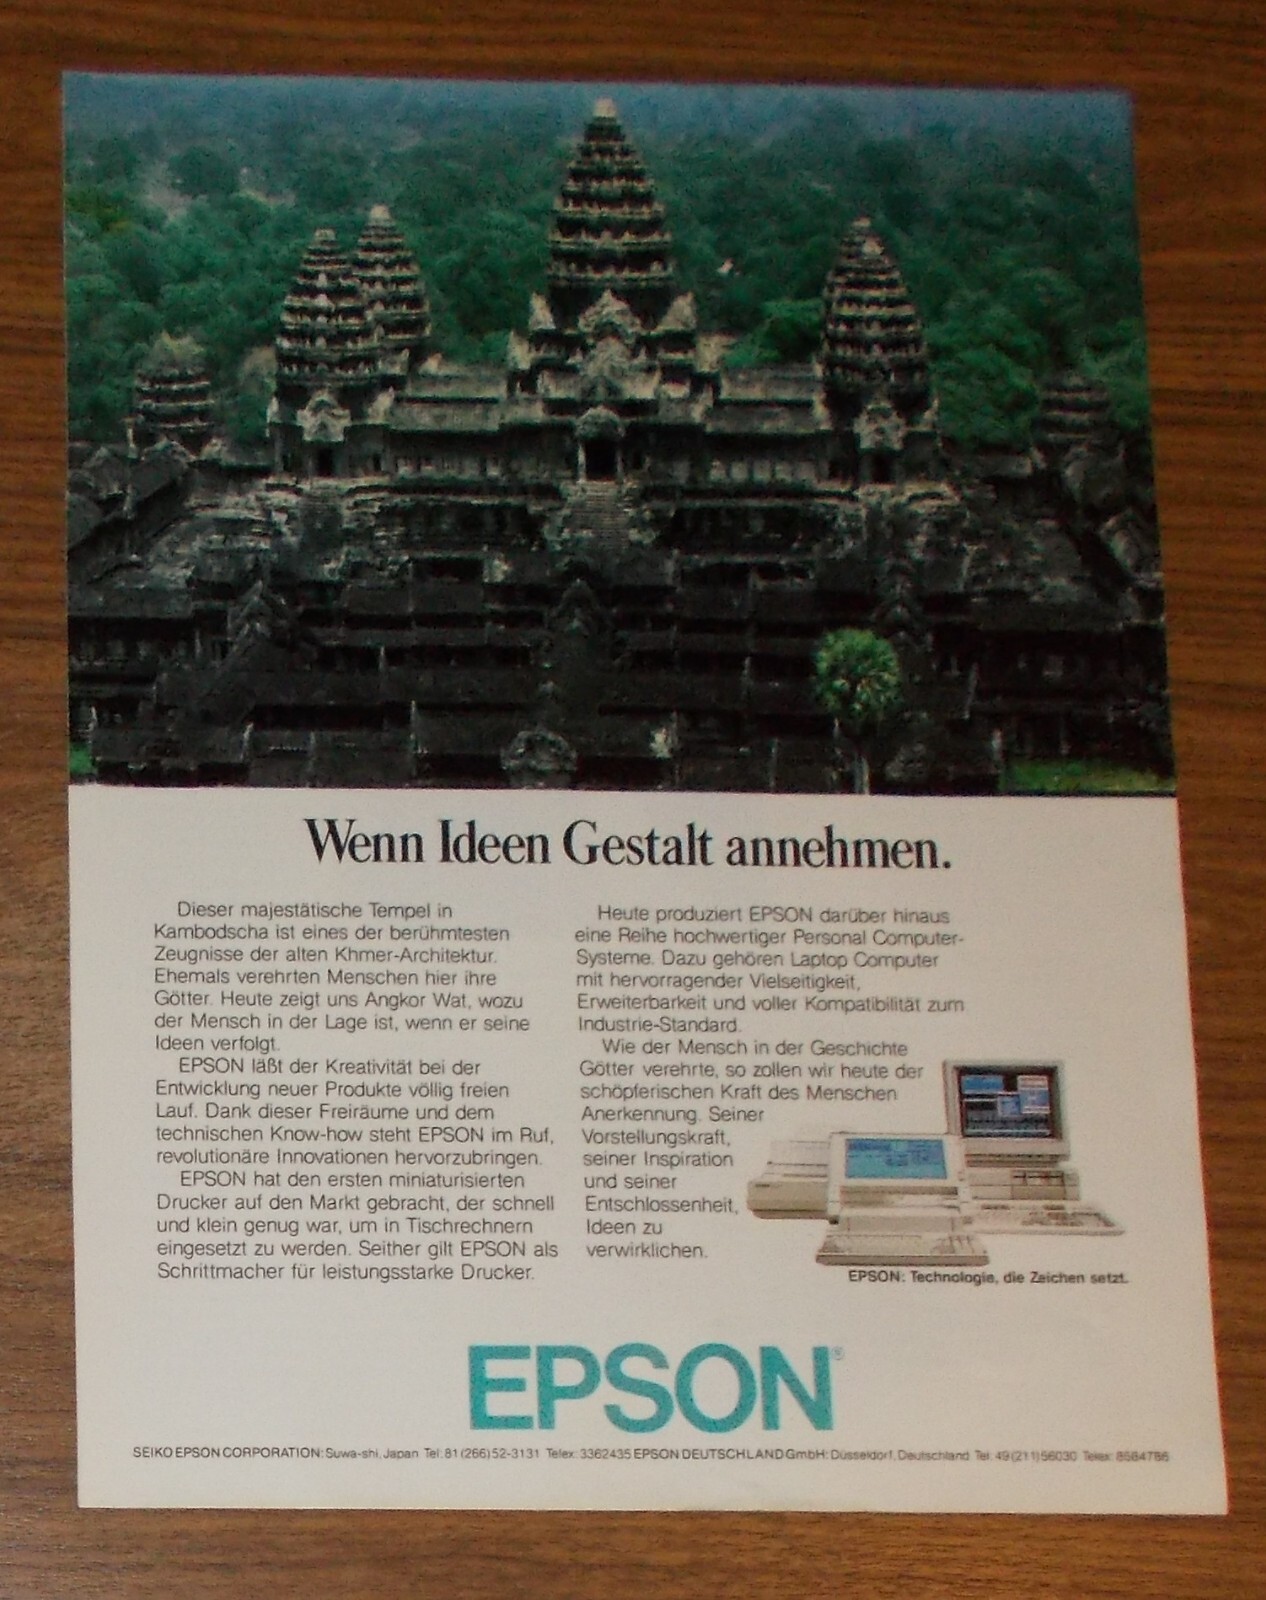 Wenn Ideen Gestalt annehmen.
Dieser majestätische Tempel in
Kambodscha ist eines der berühmtesten
Zeugnisse der alten Khmer-Architektur.
Ehemals verehrten Menschen hier ihre
Götter. Heute zeigt uns Angkor Wat, wozu
der Mensch in der Lage ist, wenn er seine
Ideen verfolgt.
EPSON läßt der Kreativität bei der
Entwicklung neuer Produkte völlig freien
Lauf. Dank dieser Freiräume und dem
technischen Know-how steht EPSON im Ruf,
revolutionäre Innovationen hervorzubringen.
EPSON hat den ersten miniaturisierten
Drucker auf den Markt gebracht, der schnell
und klein genug war, um in Tischrechnern
eingesetzt zu werden. Seither gilt EPSON als
Schrittmacher für leistungsstarke Drucker.
Heute produziert EPSON darüber hinaus
eine Reihe hochwertiger Personal Computer-
Systeme. Dazu gehören Laptop Computer
mit hervorragender Vielseitigkeit,
Erweiterbarkeit und voller Kompatibilität zum
Industrie-Standard.
Wie der Mensch in der Geschichte
Götter verehrte, so zollen wir heute der
schöpferischen Kraft des Menschen
Anerkennung. Seiner
Vorstellungskraft,
seiner Inspiration
und seiner
Entschlossenheit,
Ideen zu
verwirklichen.
EPSON: Technologie, die Zeichen setzt.
EPSON®
SEIKO EPSON CORPORATION: Suwa-shi, Japan Tel: 81 (266) 52-3131 Telex: 3362435 EPSON DEUTSCHLAND GmbH: Düsseldorf, Deutschland Tel: 49 (211) 56030 Telex: 8584786